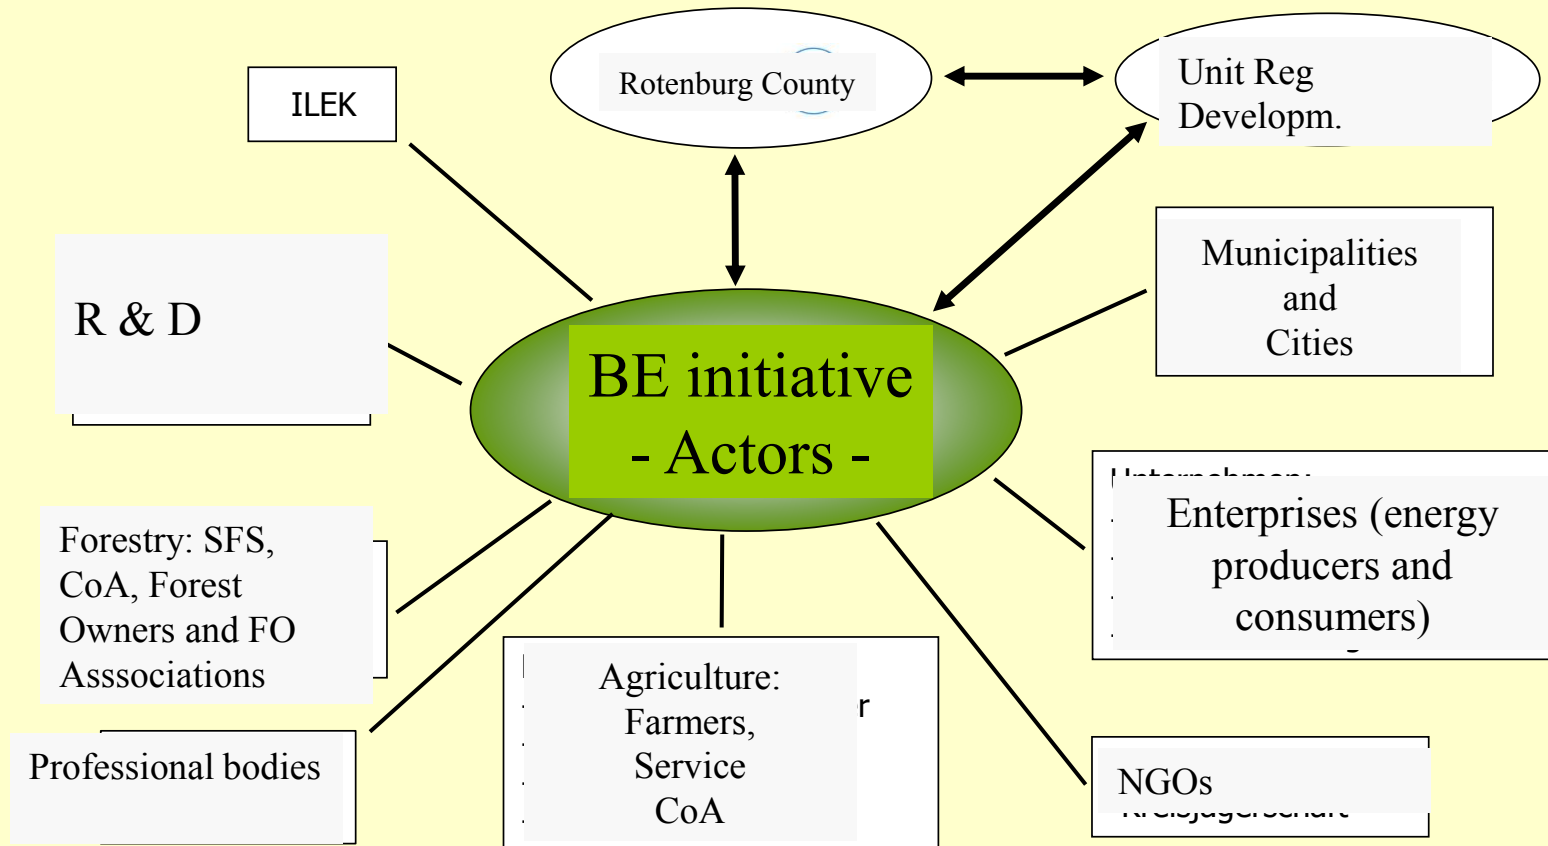 Rotenburg County
Unit Reg
Developm.
ILEK
Municipalities
and
Cities
R & D
BE initiative
- Actors -
Enterprises (energy
producers and
consumers)
Forestry: SFS,
CoA, Forest
Owners and FO
Asssociations
Agriculture:
Farmers,
Service
CoA
Professional bodies
NGOs